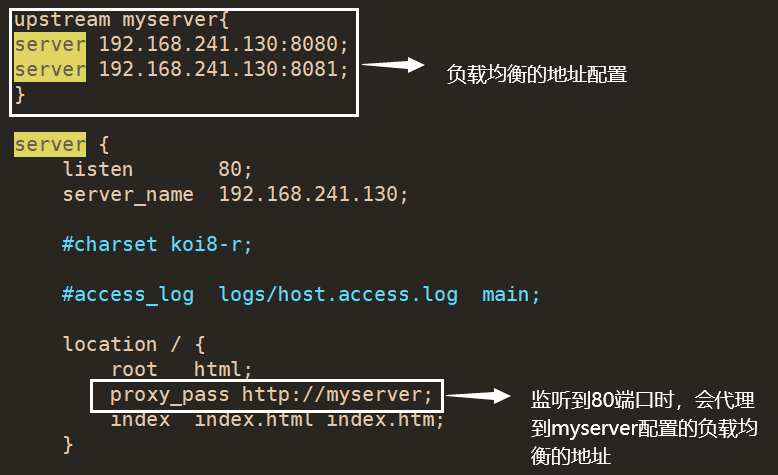 upstream myserver{
server 192.168.241.130:8080;
server 192.168.241.130:8081;
负载均衡的地址配置
}
server {
listen 80;
server_name 192.168.241.130;
#charset koi8-r;
#access_log logs/host.access.log main;
location / {
root html;
proxy_pass http://myserver;
index index.html index.htm;
}
监听到80端口时，会代理
到myserver配置的负载均
衡的地址